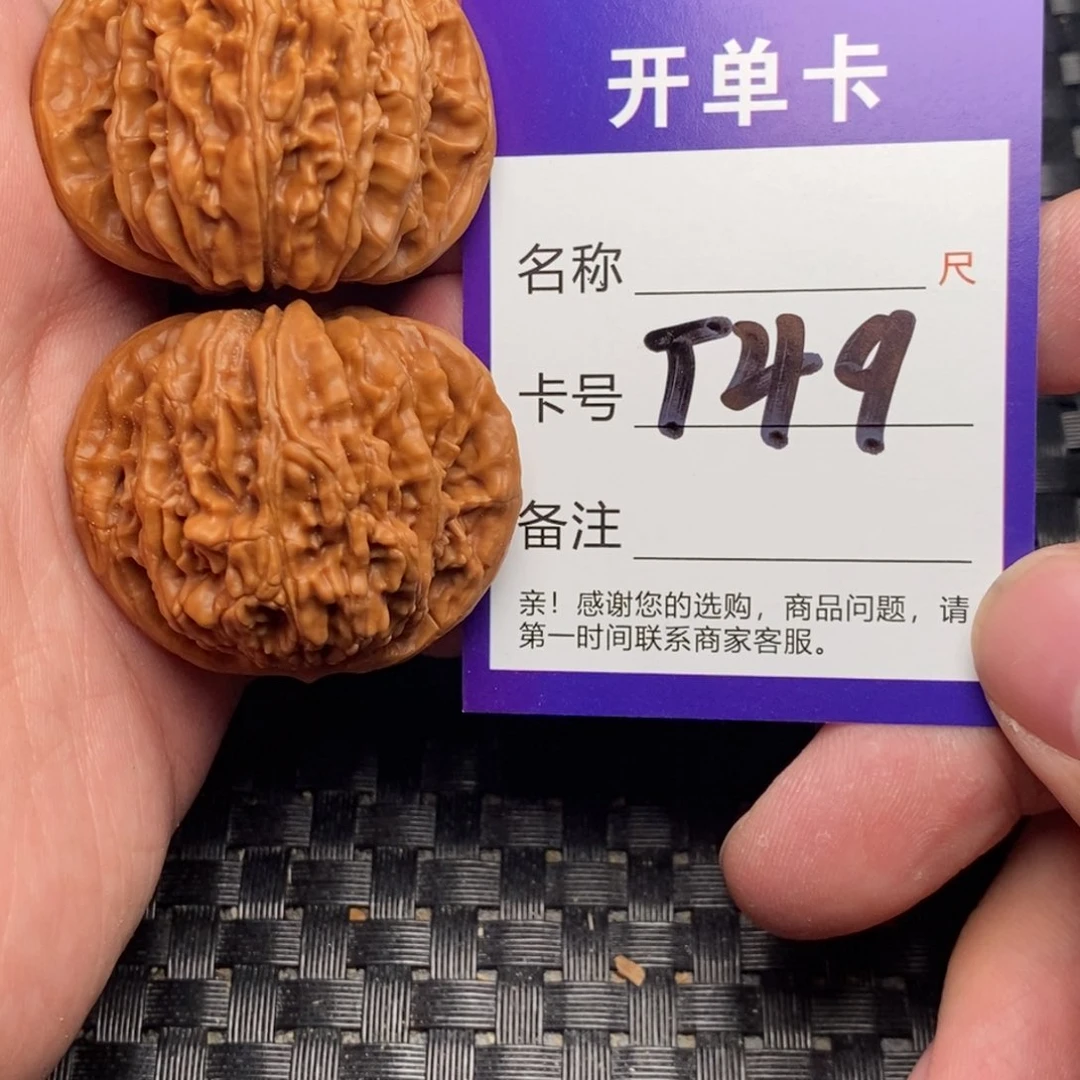 开单卡
名称 尺
卡号 T49
备注
亲！感谢您的选购，商品问题，请
第一时间联系商家客服。